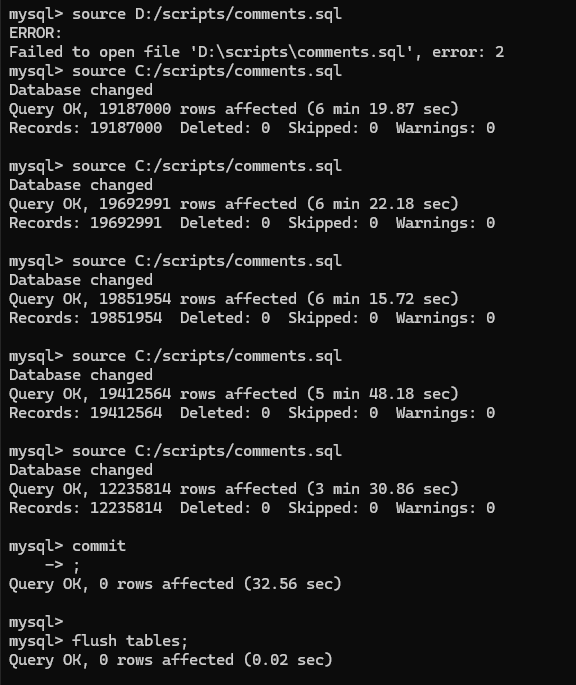 mysql> source D:/scripts/comments.sql
ERROR:
Failed to open file 'D:\scripts\comments.sql', error: 2
mysql> source C:/scripts/comments.sql
Database changed
Query OK, 19187000 rows affected (6 min 19.87 sec)
Records: 19187000  Deleted: 0  Skipped: 0  Warnings: 0

mysql> source C:/scripts/comments.sql
Database changed
Query OK, 19692991 rows affected (6 min 22.18 sec)
Records: 19692991  Deleted: 0  Skipped: 0  Warnings: 0

mysql> source C:/scripts/comments.sql
Database changed
Query OK, 19851954 rows affected (6 min 15.72 sec)
Records: 19851954  Deleted: 0  Skipped: 0  Warnings: 0

mysql> source C:/scripts/comments.sql
Database changed
Query OK, 19412564 rows affected (5 min 48.18 sec)
Records: 19412564  Deleted: 0  Skipped: 0  Warnings: 0

mysql> source C:/scripts/comments.sql
Database changed
Query OK, 12235814 rows affected (3 min 30.86 sec)
Records: 12235814  Deleted: 0  Skipped: 0  Warnings: 0

mysql> commit
    -> ;
Query OK, 0 rows affected (32.56 sec)

mysql>
mysql> flush tables;
Query OK, 0 rows affected (0.02 sec)